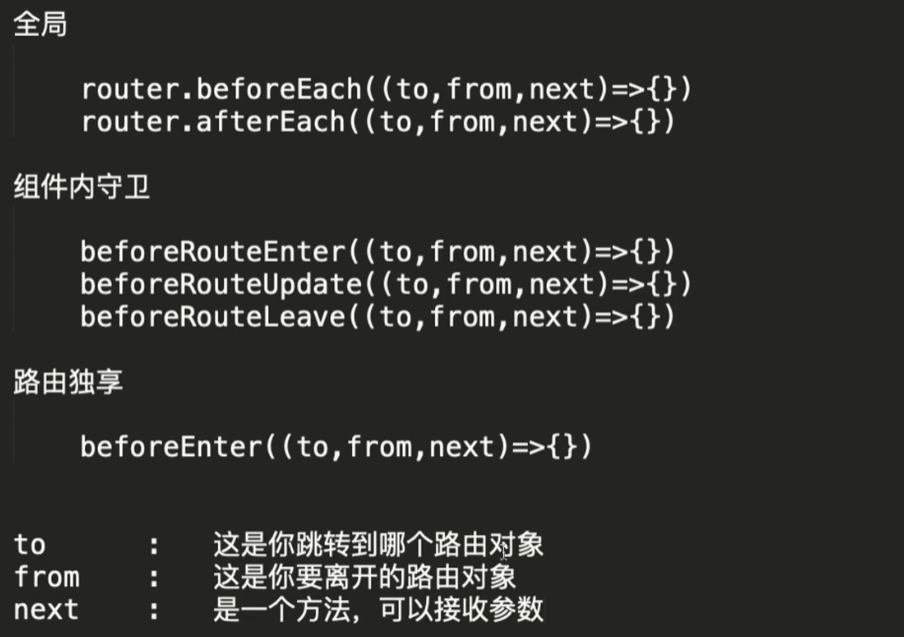 全局
router.beforeEach((to,from,next)=>{})
router.afterEach((to,from,next)=>{})
组件内守卫
beforeRouteEnter((to,from,next)=>{})
beforeRouteUpdate((to,from,next)=>{})
beforeRouteLeave((to,from,next)=>{})
路由独享
beforeEnter((to,from,next)=>{})
to : 这是你跳转到哪个路由对象
from : 这是你要离开的路由对象
next : 是一个方法，可以接收参数